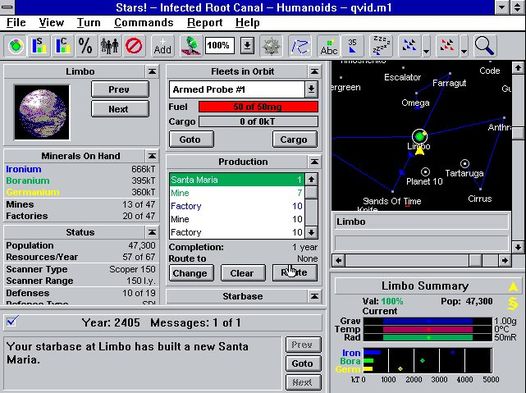 Stars! – Infected Root Canal – Humanoids – qvid.m1
File View Turn Commands Report Help
Add 100% Abc 35
Limbo
Prev
Next
Minerals On Hand
Ironium 666kT
Boranium 395kT
Germanium 360kT
Mines 13 of 47
Factories 20 of 47
Status
Population 47,300
Resources/Year 57 of 67
Scanner Type Scoper 150
Scanner Range 150 l.y.
Defenses 10 of 19
Defense Type SDI
Fleets in Orbit
Armed Probe #1
Fuel 50 of 50mg
Cargo 0 of 0kT
Goto Cargo
Production
Santa Maria 1
Mine 7
Factory 10
Mine 10
Factory 10
Completion: 1 year
Route to None
Change Clear Route
Starbase
Escalator
Code
Farragut
Gu
Omega
Anthra
Limbo
Planet 10
Tartaruga
Sands Of Time
Cirrus
Knife
Limbo
Year: 2405 Messages: 1 of 1
Your starbase at Limbo has built a new Santa
Maria.
Prev
Goto
Next
Limbo Summary
Val: 100% Pop: 47,300
Current
Grav 1.00g
Temp 0°C
Rad 50mR
Iron
Bora
Germ
kT 0 1000 2000 3000 4000 5000